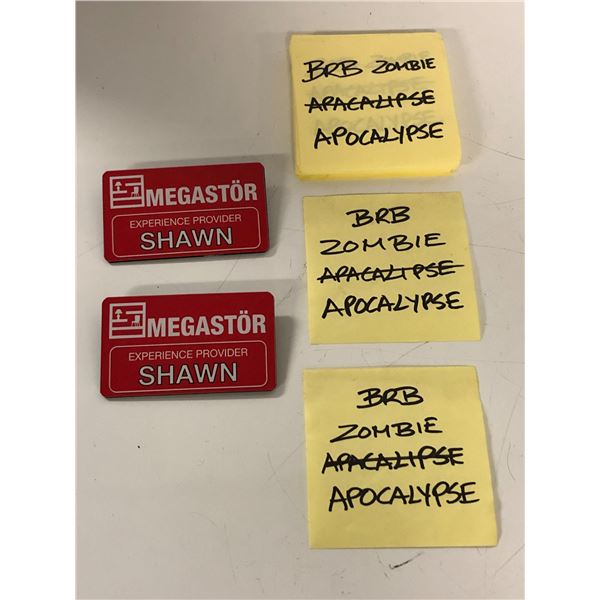 BRB ZOMBIE
APACALIPSE
APOCALYPSE
MEGASTÖR
EXPERIENCE PROVIDER
SHAWN
BRB
ZOMBIE
APACALIPSE
APOCALYPSE
MEGASTÖR
EXPERIENCE PROVIDER
SHAWN
BRB
ZOMBIE
APACALIPSE
APOCALYPSE